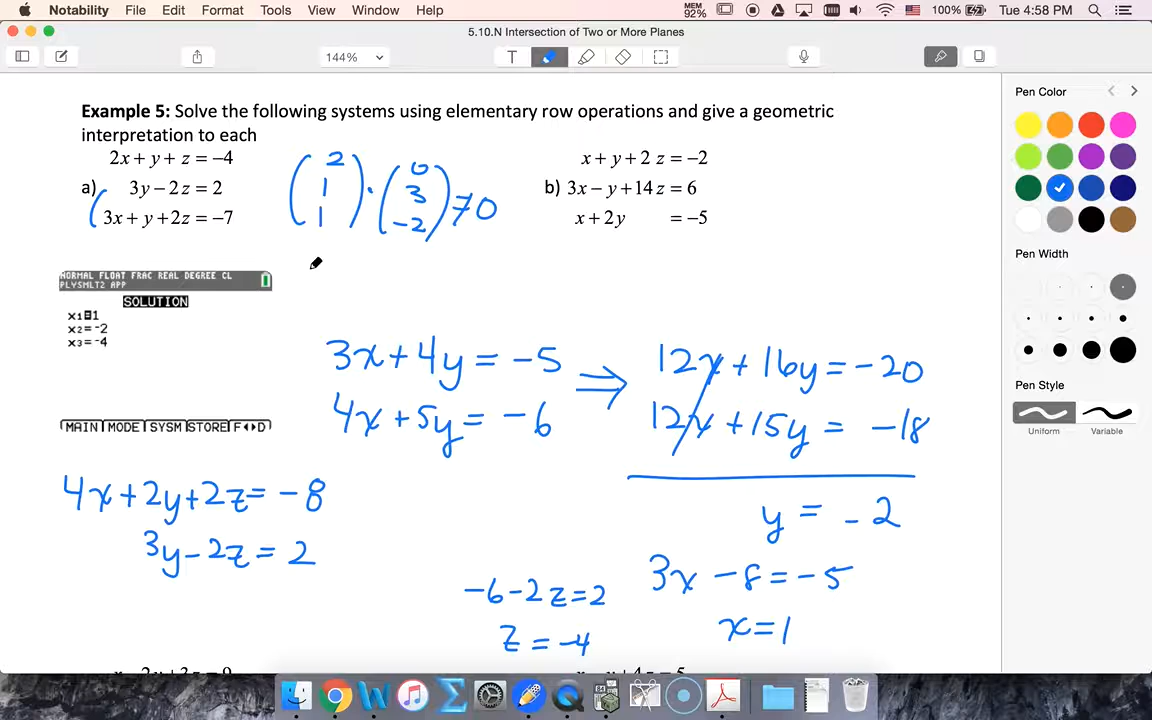 Notability File Edit Format Tools View Window Help MEM 92% 100% Tue 4:58 PM
5.10.N Intersection of Two or More Planes
144% T
Example 5: Solve the following systems using elementary row operations and give a geometric
interpretation to each
2x + y + z = −4
a) 3y − 2z = 2
3x + y + 2z = −7
(2 1 1) · (0 3 -2) ≠ 0
x + y + 2 z = −2
b) 3x − y + 14 z = 6
x + 2y = −5
NORMAL FLOAT FRAC REAL DEGREE CL
PLYSMLT2 APP
SOLUTION
x1=1
x2=-2
x3=-4
MAIN MODE SYSM STORE F◄►D
3x + 4y = -5
4x + 5y = -6
⇒
12x + 16y = -20
12x + 15y = -18
y = -2
3x - 8 = -5
x = 1
4x + 2y + 2z = -8
3y - 2z = 2
-6 - 2z = 2
z = -4
Pen Color
Pen Width
Pen Style
Uniform Variable